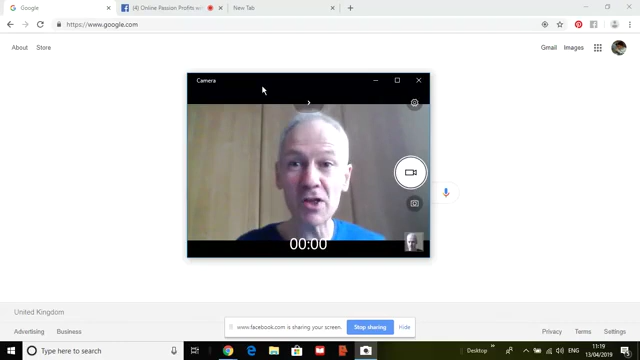 Google
(4) Online Passion Profits wi
New Tab
https://www.google.com
About
Store
Gmail
Images
Camera
00:00
United Kingdom
www.facebook.com is sharing your screen.
Stop sharing
Hide
Advertising
Business
Privacy
Terms
Settings
Type here to search
Desktop
ENG
11:19
13/04/2019